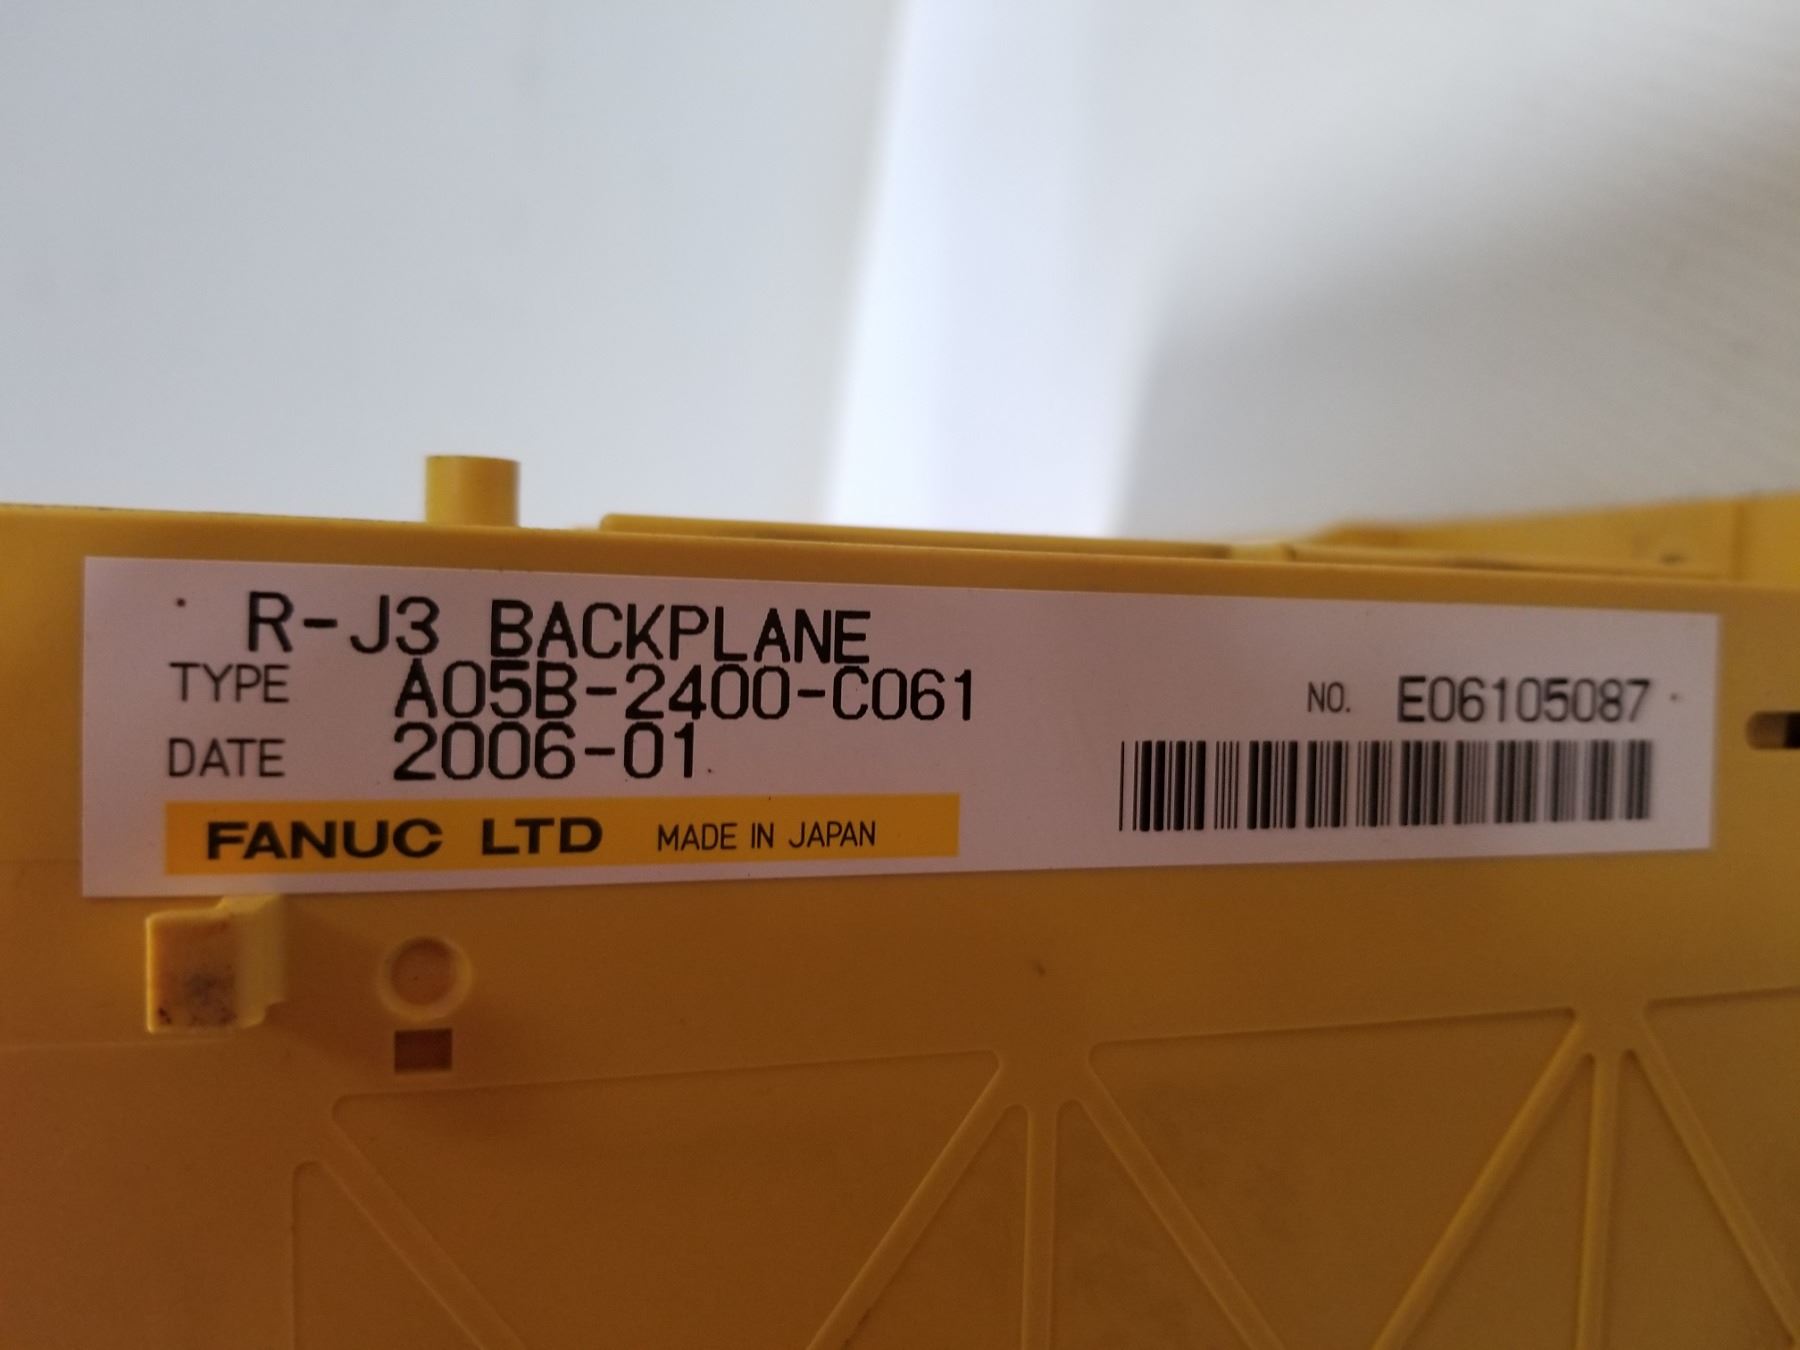 R-J3 BACKPLANE
TYPE A05B-2400-C061
DATE 2006-01
FANUC LTD MADE IN JAPAN
NO. E06105087